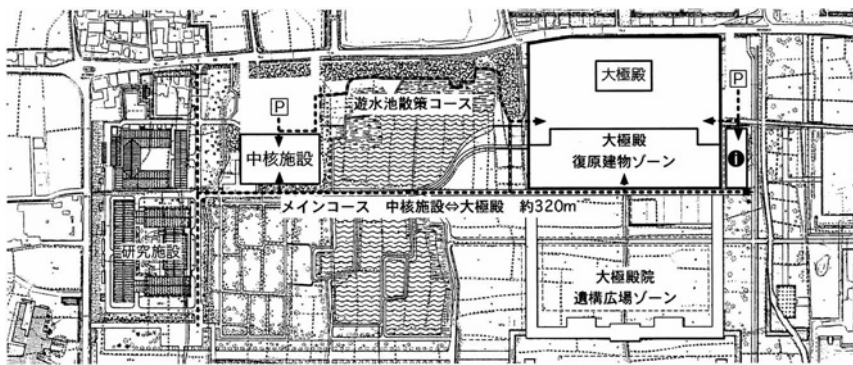 大極殿
P
P
遊水池散策コース
中核施設
大極殿
復原建物ゾーン
i
メインコース 中核施設⇔大極殿 約320m
研究施設
大極殿院
遺構広場ゾーン